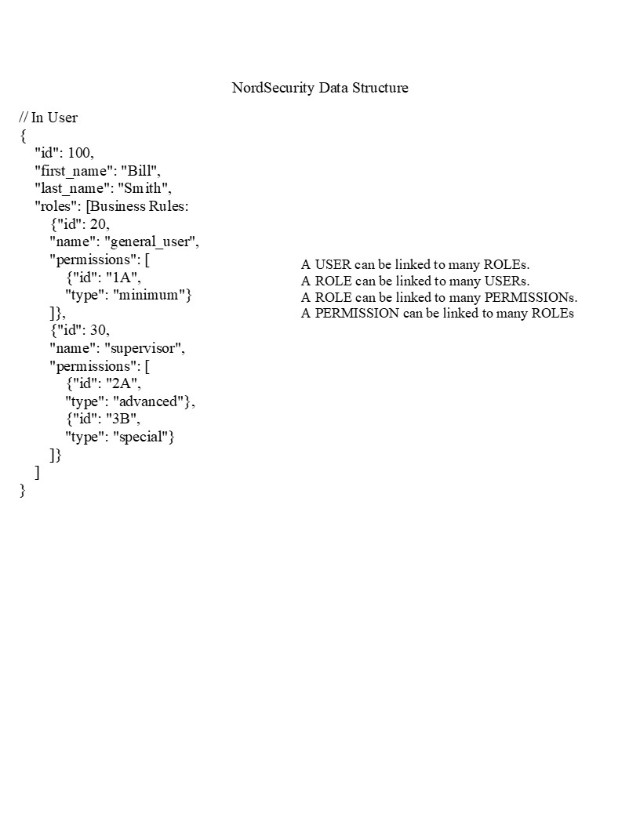 NordSecurity Data Structure
// In User
{
"id": 100,
"first_name": "Bill",
"last_name": "Smith",
"roles": [Business Rules:
{"id": 20,
"name": "general_user",
"permissions": [
{"id": "1A",
"type": "minimum"}
]},
{"id": 30,
"name": "supervisor",
"permissions": [
{"id": "2A",
"type": "advanced"},
{"id": "3B",
"type": "special"}
]}
]
}
A USER can be linked to many ROLEs.
A ROLE can be linked to many USERs.
A ROLE can be linked to many PERMISSIONs.
A PERMISSION can be linked to many ROLEs